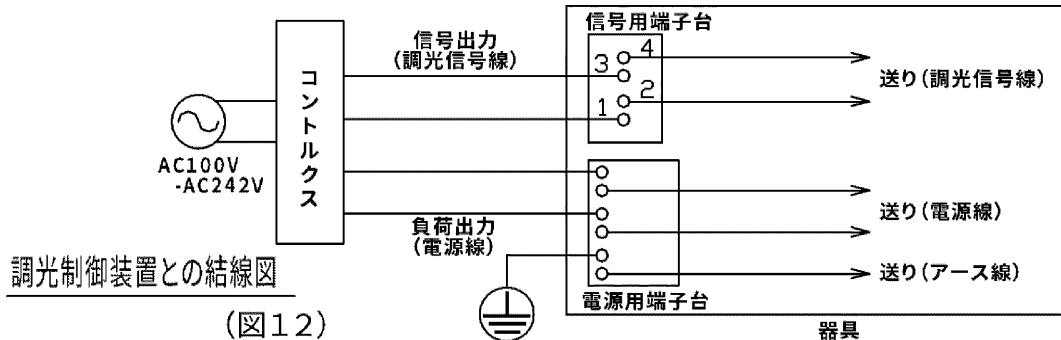 信号用端子台
信号出力
(調光信号線)
4
3
2
1
送り(調光信号線)
コントルクス
AC100V
-AC242V
負荷出力
(電源線)
送り(電源線)
送り(アース線)
電源用端子台
器具
調光制御装置との結線図
(図12)